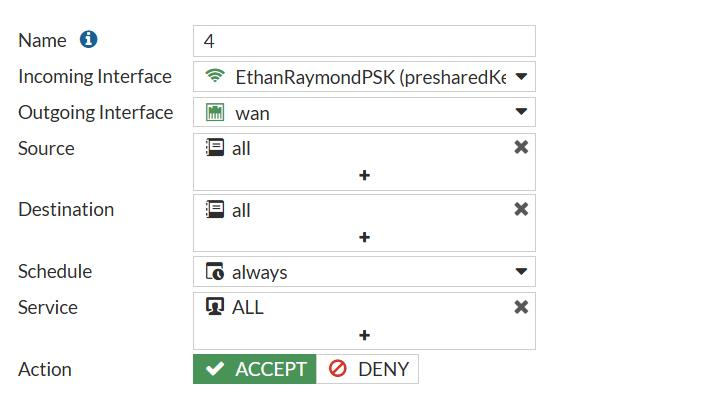 Name
4
Incoming Interface
EthanRaymondPSK (presharedKe
Outgoing Interface
wan
Source
all
+
Destination
all
+
Schedule
always
Service
ALL
+
Action
ACCEPT
DENY